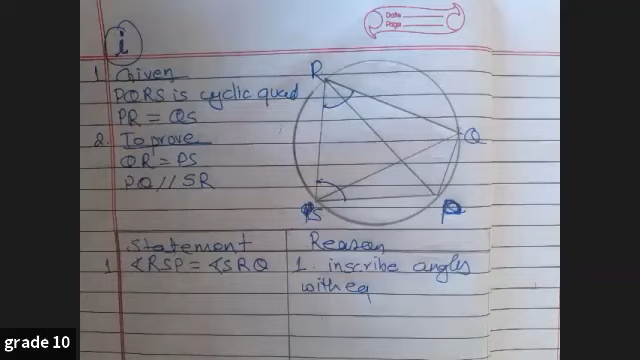 Date
Page
i
1. Given
PQRS is cyclic quad
PR = QS
2. To prove
QR = PS
PQ // SR
R
Q
S
P
Statement
Reason
1 ∢RSP = ∢SRQ
1. inscribe angles
with eq
grade 10